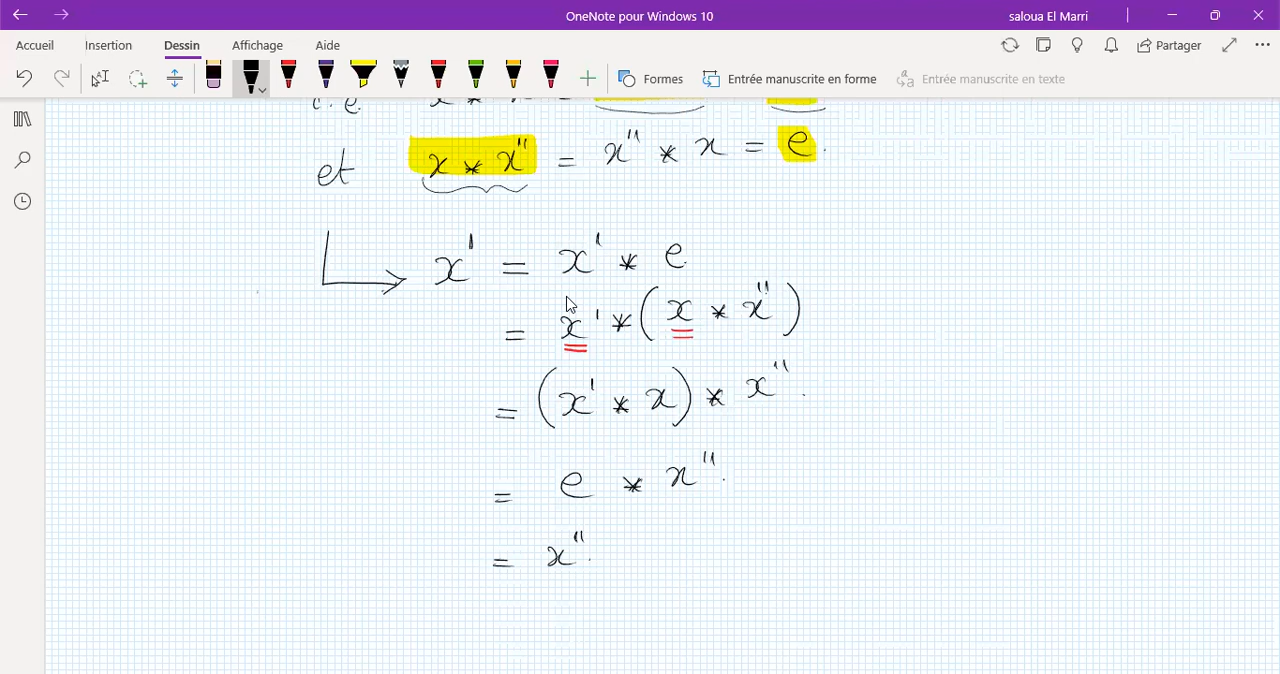 OneNote pour Windows 10
saloua El Marri
Accueil Insertion Dessin Affichage Aide
Partager
Formes Entrée manuscrite en forme Entrée manuscrite en texte
i.e.
et x * x'' = x'' * x = e.
x' = x' * e
= x' * (x * x'')
= (x' * x) * x''.
= e * x''.
= x''.